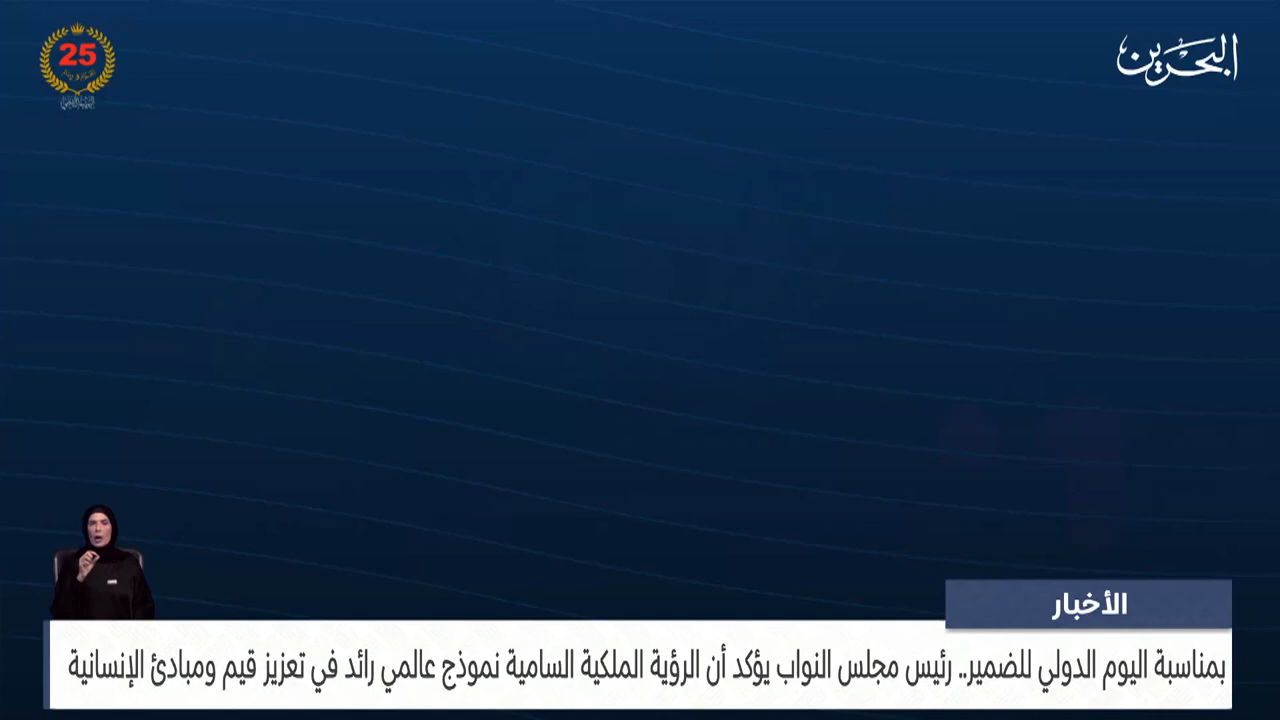 البحرين
25
الأخبار
بمناسبة اليوم الدولي للضمير.. رئيس مجلس النواب يؤكد أن الرؤية الملكية السامية نموذج عالمي رائد في تعزيز قيم ومبادئ الإنسانية